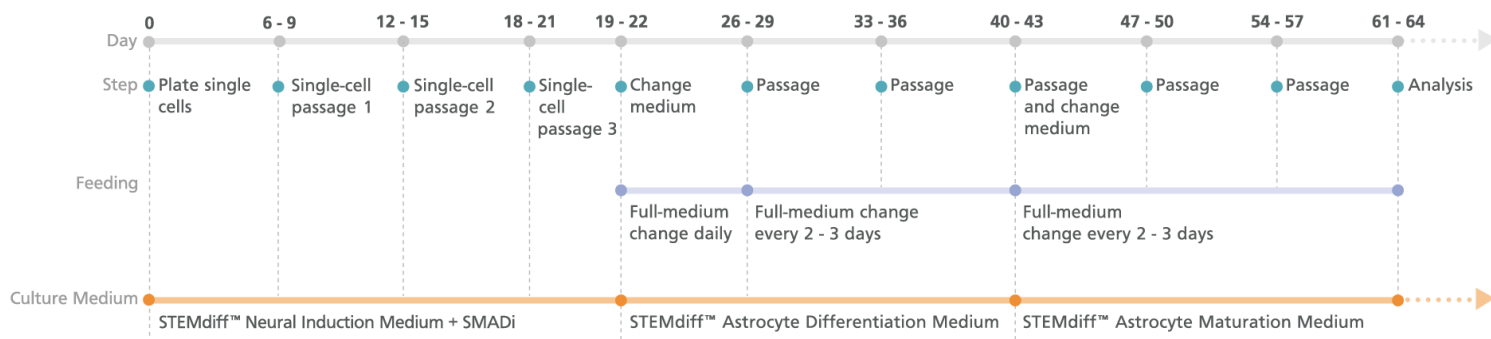 0 6 - 9 12 - 15 18 - 21 19 - 22 26 - 29 33 - 36 40 - 43 47 - 50 54 - 57 61 - 64
Day
Step Plate single Single-cell Single-cell Single- Change Passage Passage Passage Passage Passage Analysis
cells passage 1 passage 2 cell medium and change
passage 3 medium
Feeding
Full-medium Full-medium change Full-medium
change daily every 2 - 3 days change every 2 - 3 days
Culture Medium
STEMdiff™ Neural Induction Medium + SMADi STEMdiff™ Astrocyte Differentiation Medium STEMdiff™ Astrocyte Maturation Medium